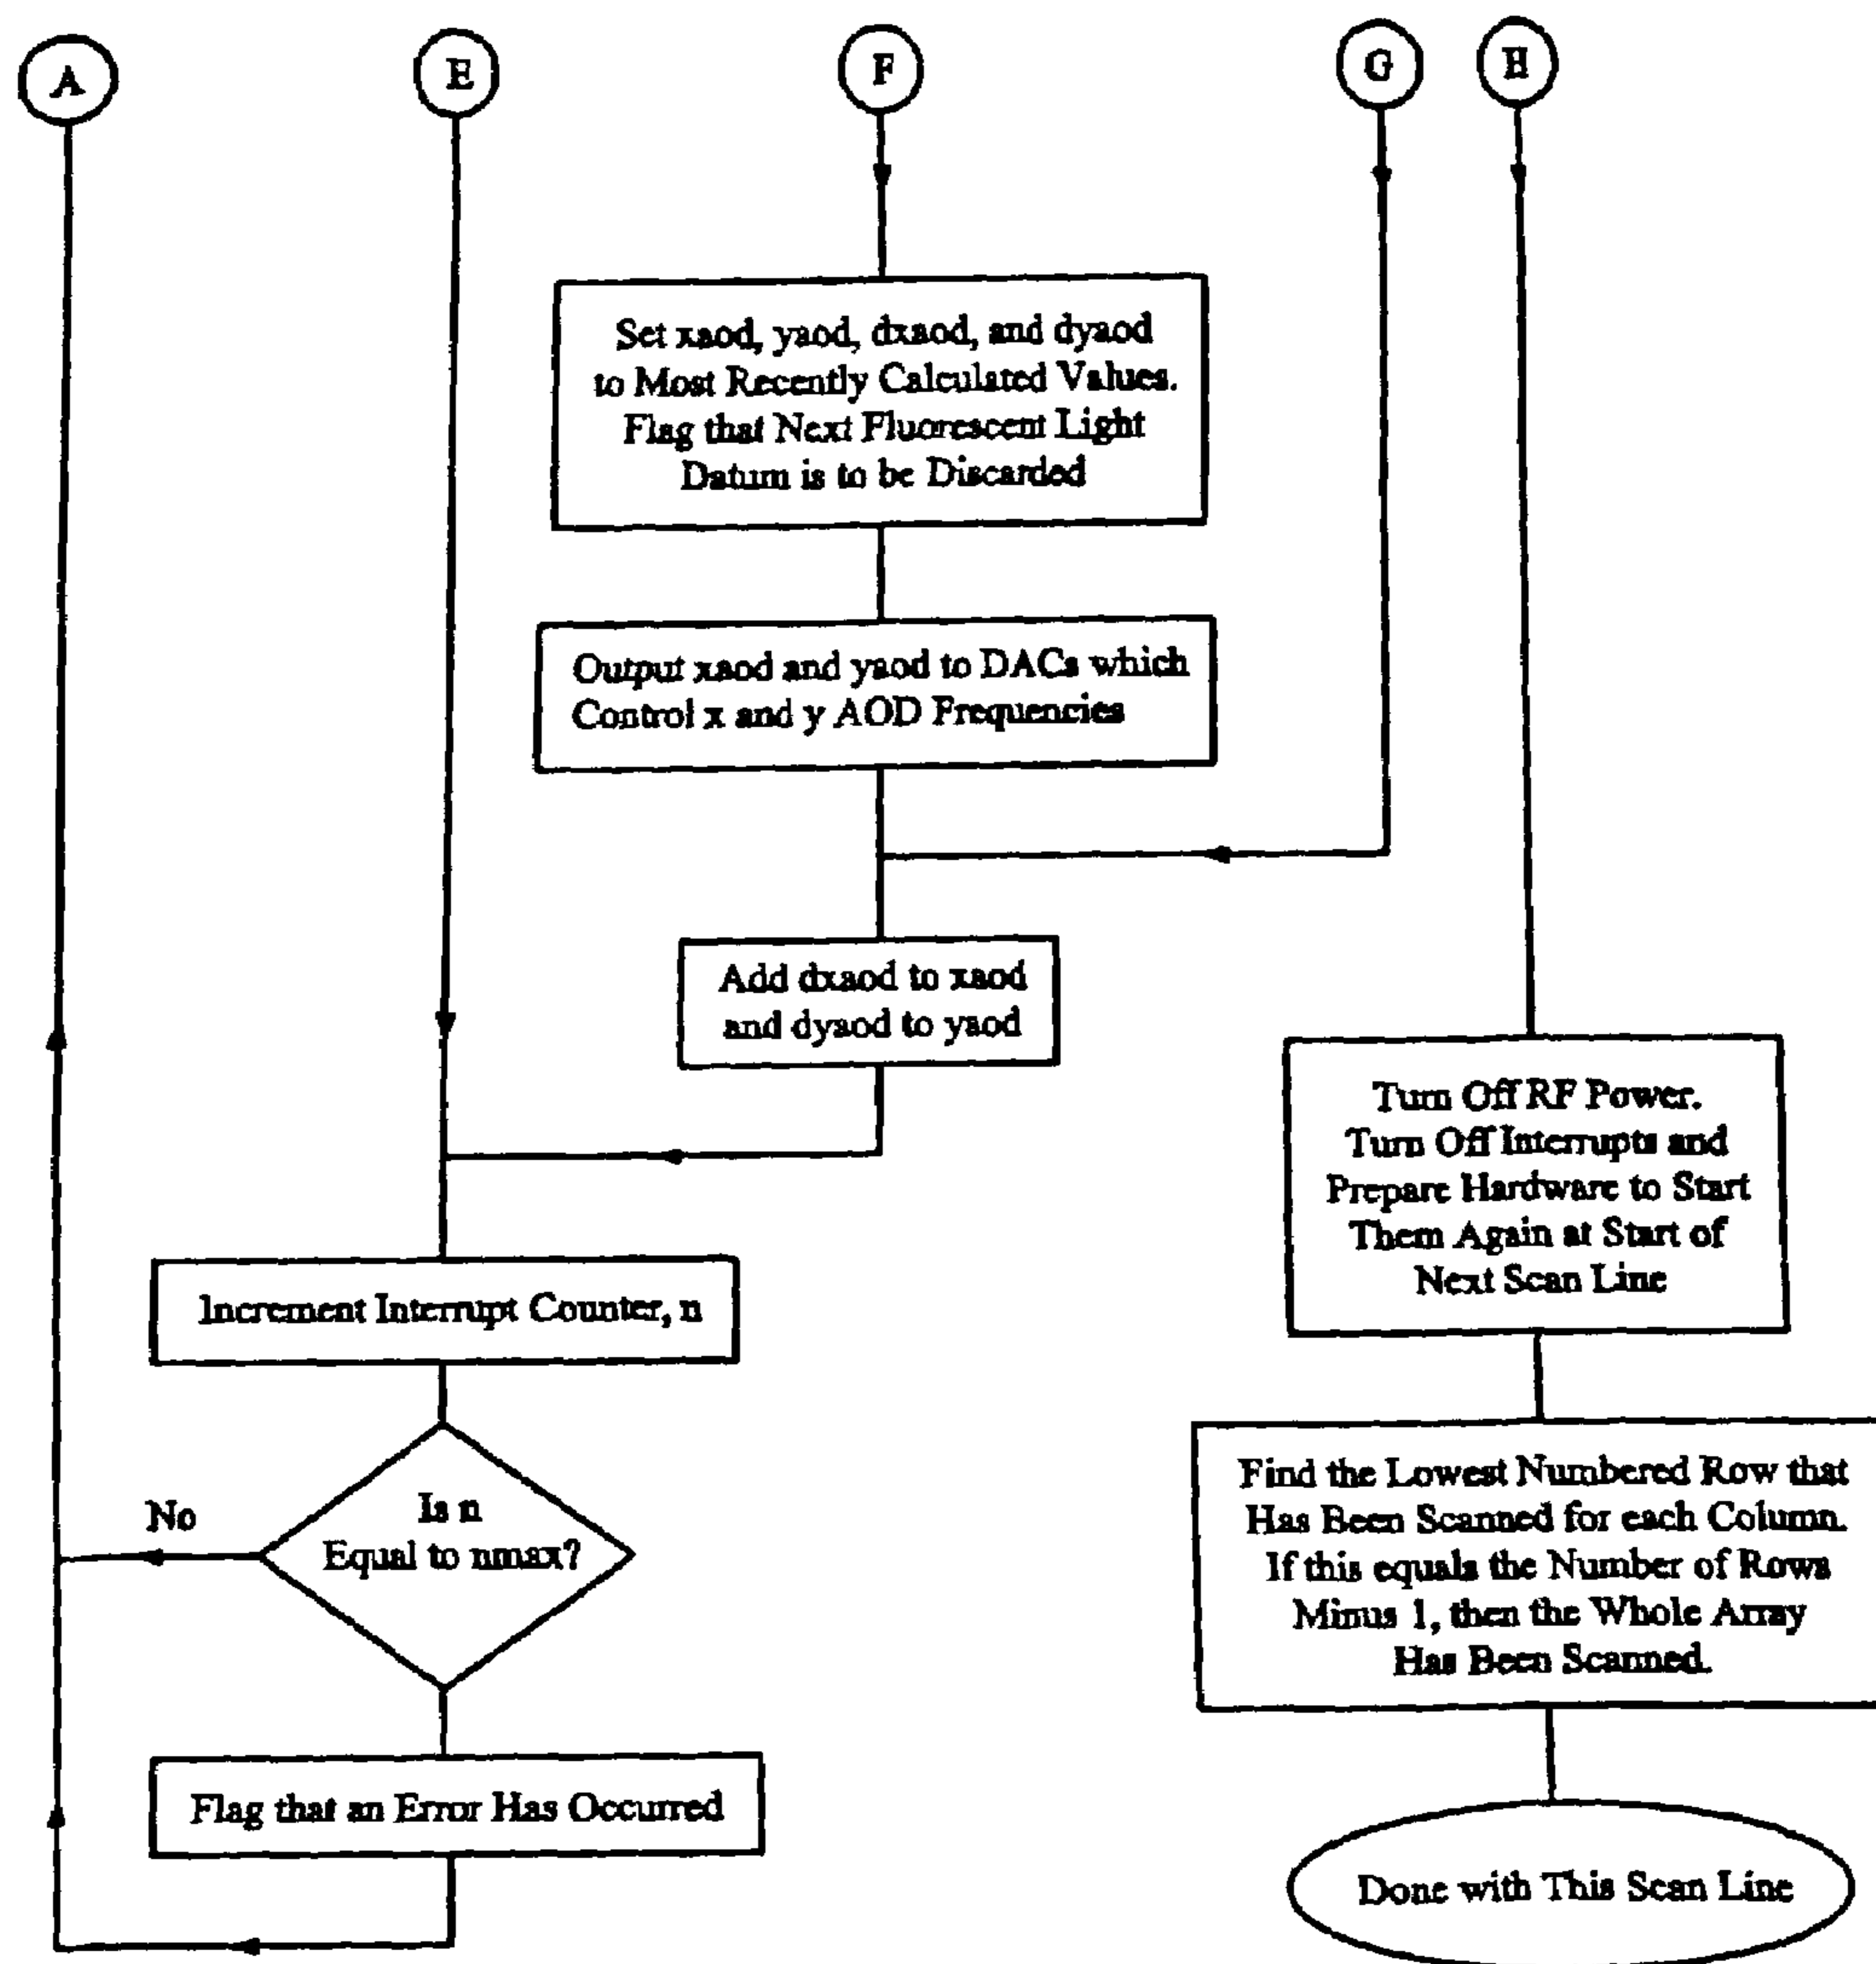 A
E
F
G
H
Set xaod, yaod, dxaod, and dyaod
to Most Recently Calculated Values.
Flag that Next Fluorescent Light
Datum is to be Discarded
Output xaod and yaod to DACs which
Control x and y AOD Frequencies
Add dxaod to xaod
and dyaod to yaod
Turn Off RF Power.
Turn Off Interrupts and
Prepare Hardware to Start
Them Again at Start of
Next Scan Line
Increment Interrupt Counter, n
No
Is n
Equal to nmax?
Find the Lowest Numbered Row that
Has Been Scanned for each Column.
If this equals the Number of Rows
Minus 1, then the Whole Array
Has Been Scanned.
Flag that an Error Has Occurred
Done with This Scan Line